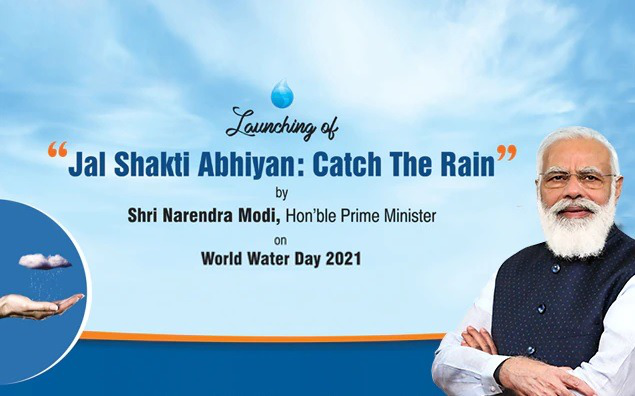 Launching of
“Jal Shakti Abhiyan: Catch The Rain”
by
Shri Narendra Modi, Hon'ble Prime Minister
on
World Water Day 2021